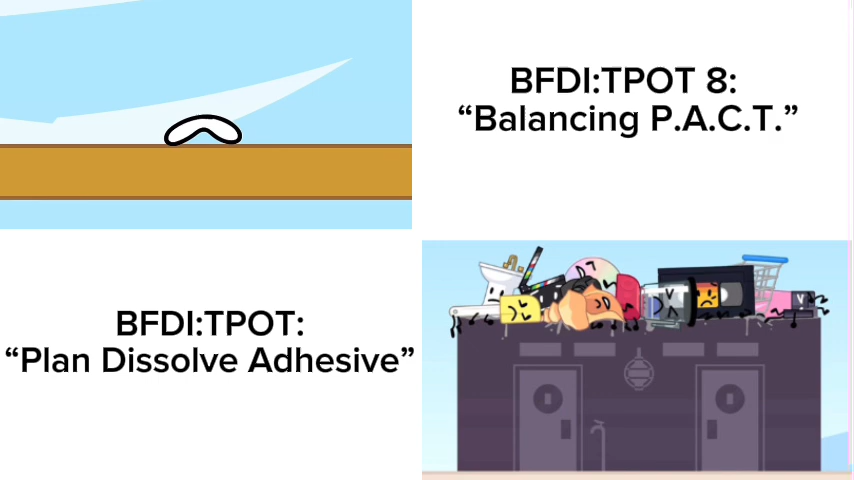 BFDI:TPOT 8:
“Balancing P.A.C.T.”
BFDI:TPOT:
“Plan Dissolve Adhesive”